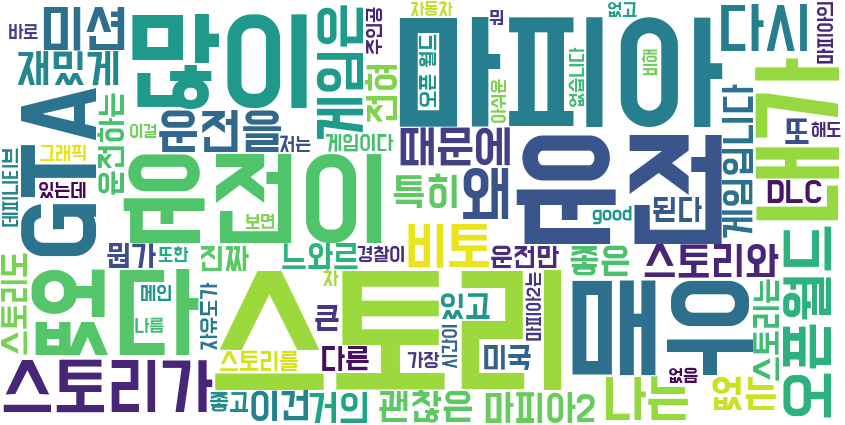 바로
미션
많이
게임은
주인공
자동차
마피아
뭔
없고
다시
마피아의
재밌게
전혀
오픈 월드
아쉬운
없습니다
비해
내가
GTA
운전하는
이걸
운전을
저는
게임이다
때문에
왜
운전
또
해도
게임입니다
그래픽
데피니티브
있는데
운전이
보면
특히
good
된다
DLC
뭔가
또한
진짜
느와르
경찰이
비토
운전만
좋은
스토리와
오픈월드
스토리도
없다
메인
나름
자유도가
차
스토리
큰
있고
시간이
미국
마피아2는
매우
스토리는
스토리가
스토리를
다른
가장
없음
없는
좋고
이건
거의
괜찮은
마피아2
나는